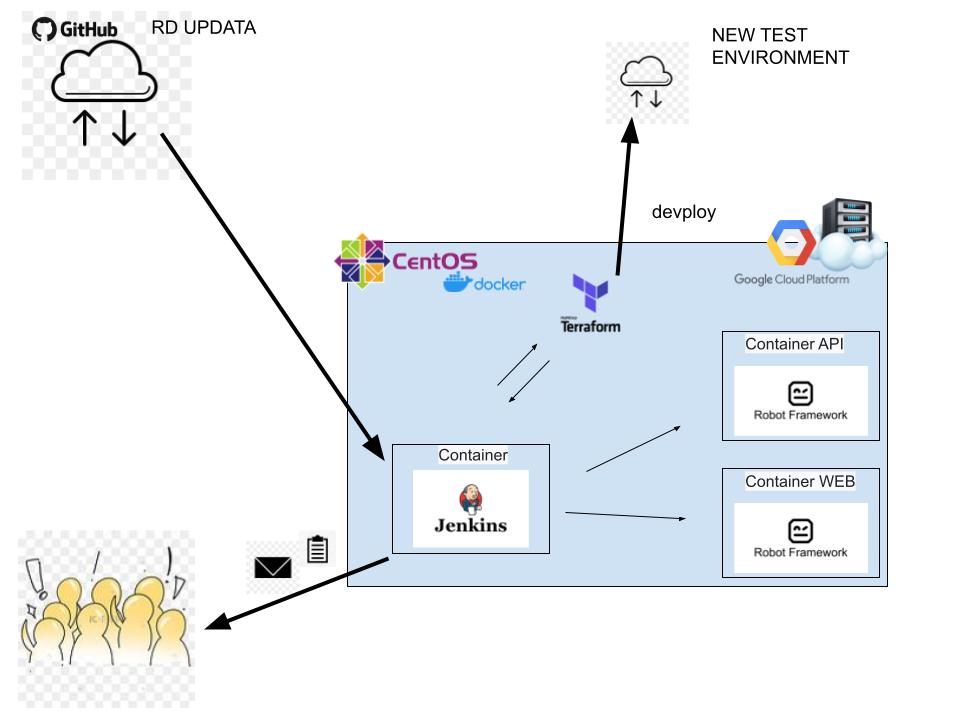 GitHub
RD UPDATA
NEW TEST
ENVIRONMENT
devploy
CentOS
docker
Google Cloud Platform
HashiCorp
Terraform
Container API
Robot Framework
Container
Jenkins
Container WEB
Robot Framework